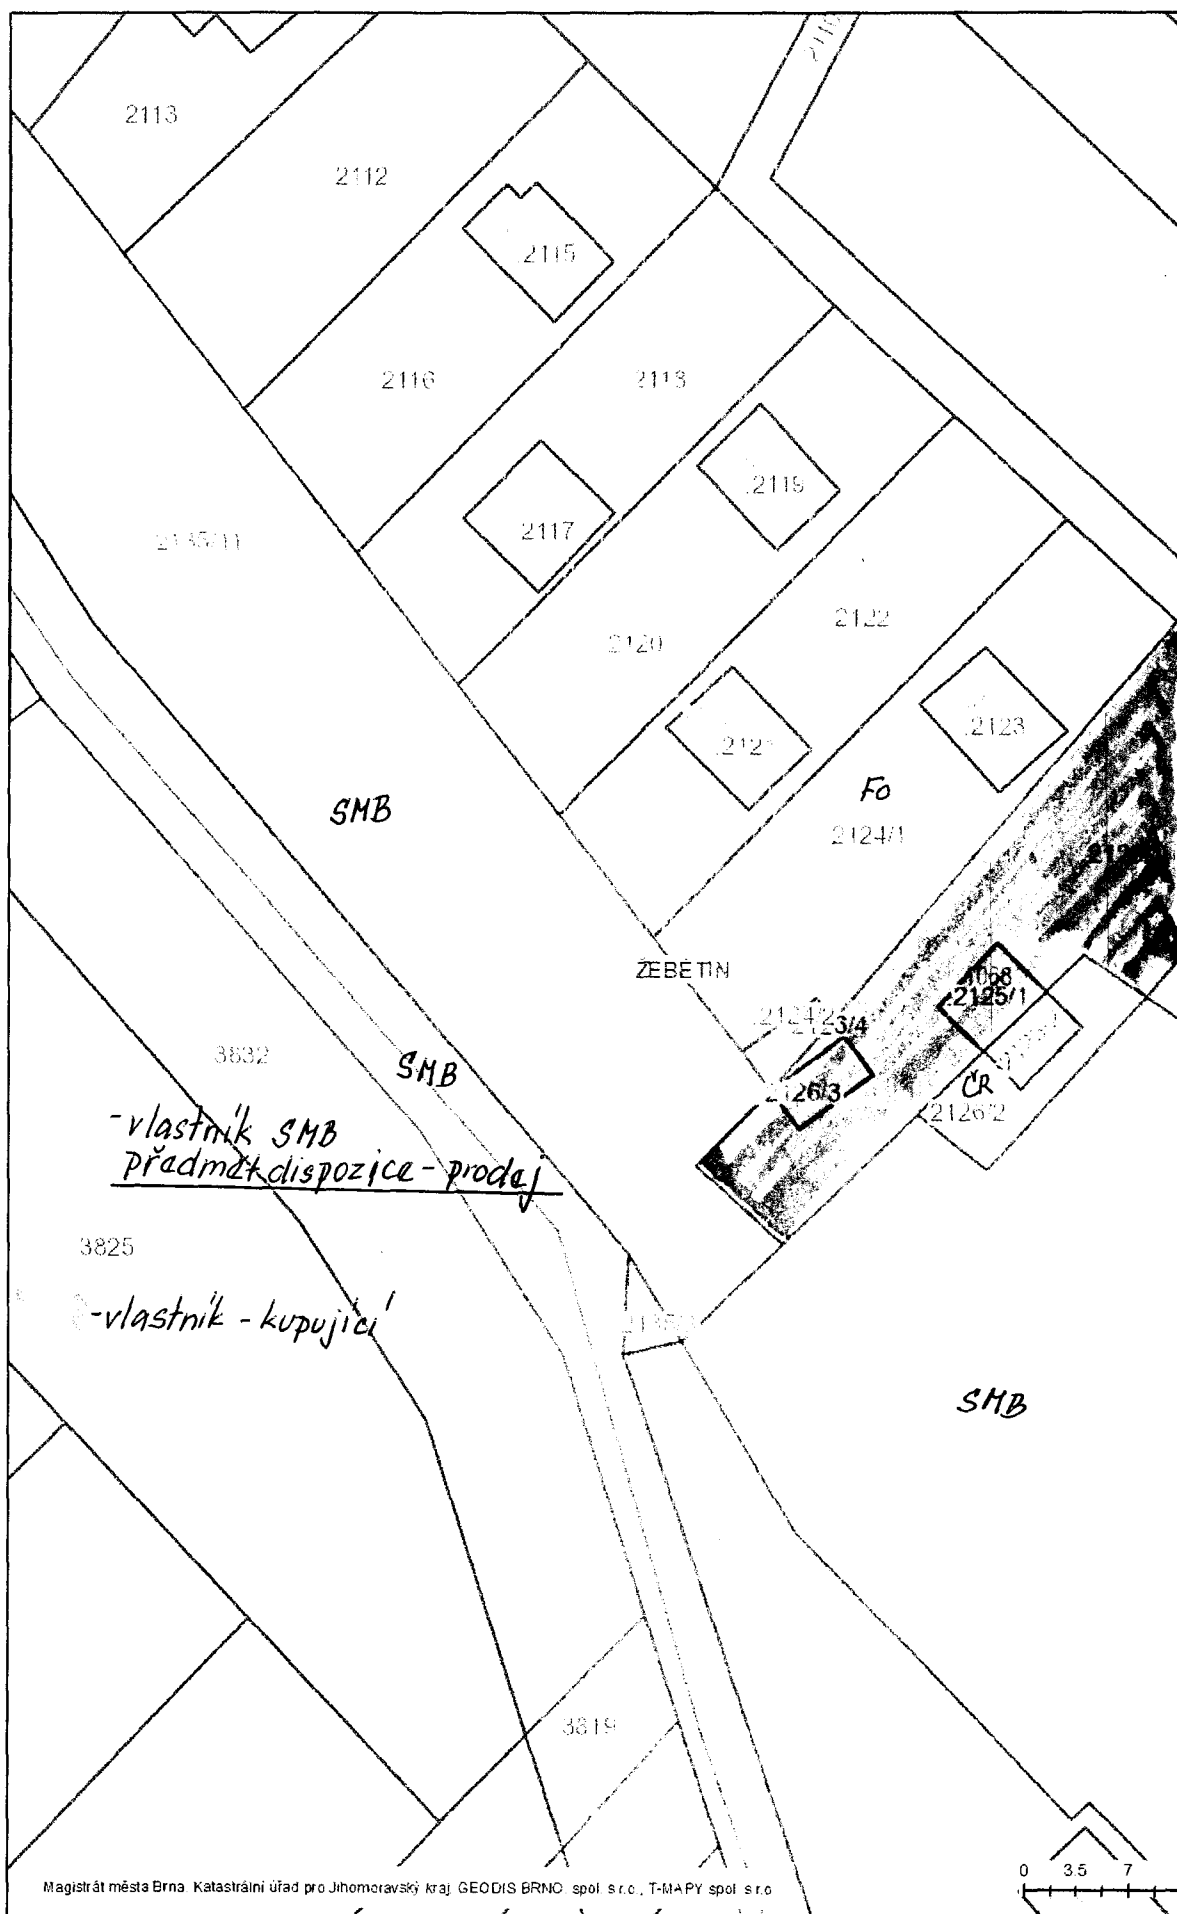 2113
2112
.2115
2116
2118
.2119
.2117
2135/11
2120
2122
.2123
.2121
SMB
Fo
2124/1
ŽEBĚTÍN
1068
.2125/1
3832
SMB
2126/3
ČR
2126/2
-vlastník SMB
předmět dispozice - prodej
3825
-vlastník - kupující
SMB
3819
0 3.5 7
Magistrát města Brna, Katastrální úřad pro Jihomoravský kraj, GEODIS BRNO, spol. s r.o., T-MAPY spol. s r.o.